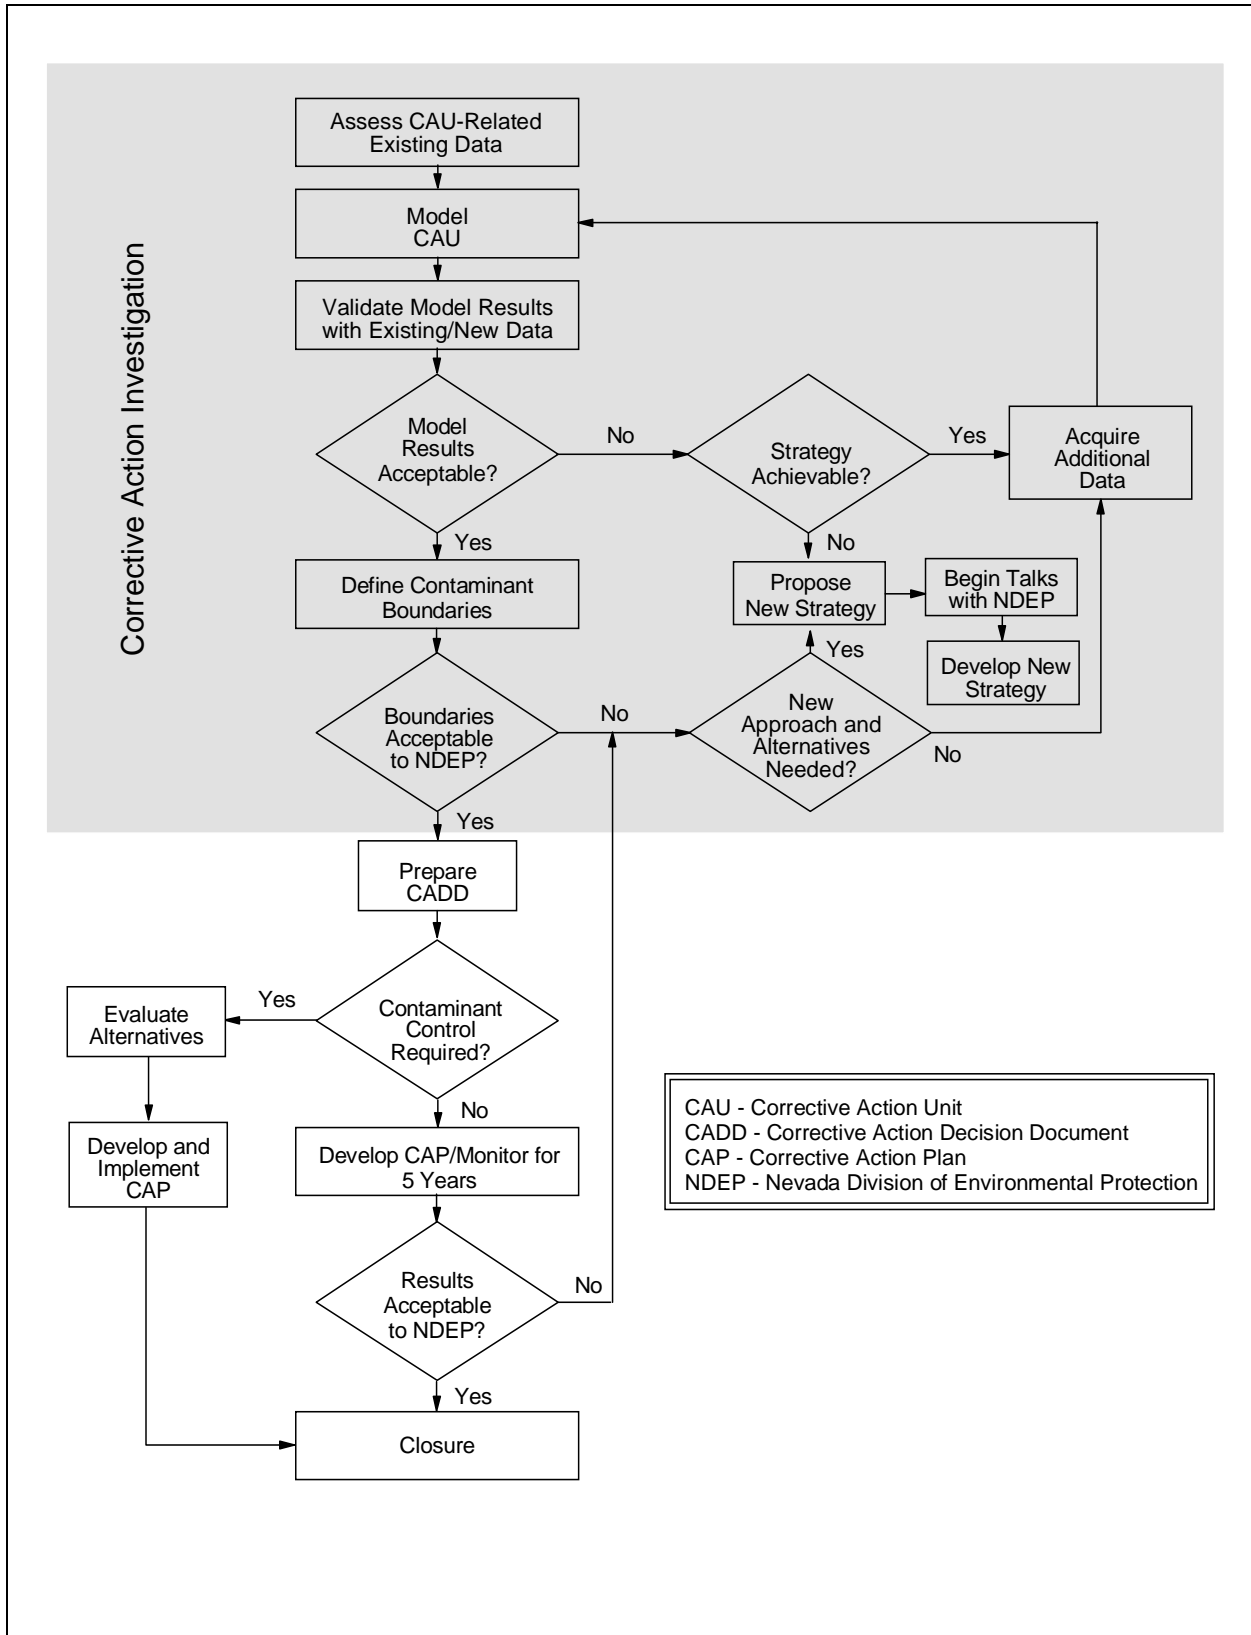 Corrective Action Investigation
Assess CAU-Related
Existing Data
Model
CAU
Validate Model Results
with Existing/New Data
Model
Results
Acceptable?
No
Strategy
Achievable?
Yes
Acquire
Additional
Data
Yes
No
Define Contaminant
Boundaries
Propose
New Strategy
Begin Talks
with NDEP
Develop New
Strategy
Yes
Boundaries
Acceptable
to NDEP?
No
New
Approach and
Alternatives
Needed?
No
Yes
Prepare
CADD
Contaminant
Control
Required?
Yes
Evaluate
Alternatives
Develop and
Implement
CAP
No
Develop CAP/Monitor for
5 Years
Results
Acceptable
to NDEP?
No
Yes
Closure
CAU - Corrective Action Unit
CADD - Corrective Action Decision Document
CAP - Corrective Action Plan
NDEP - Nevada Division of Environmental Protection